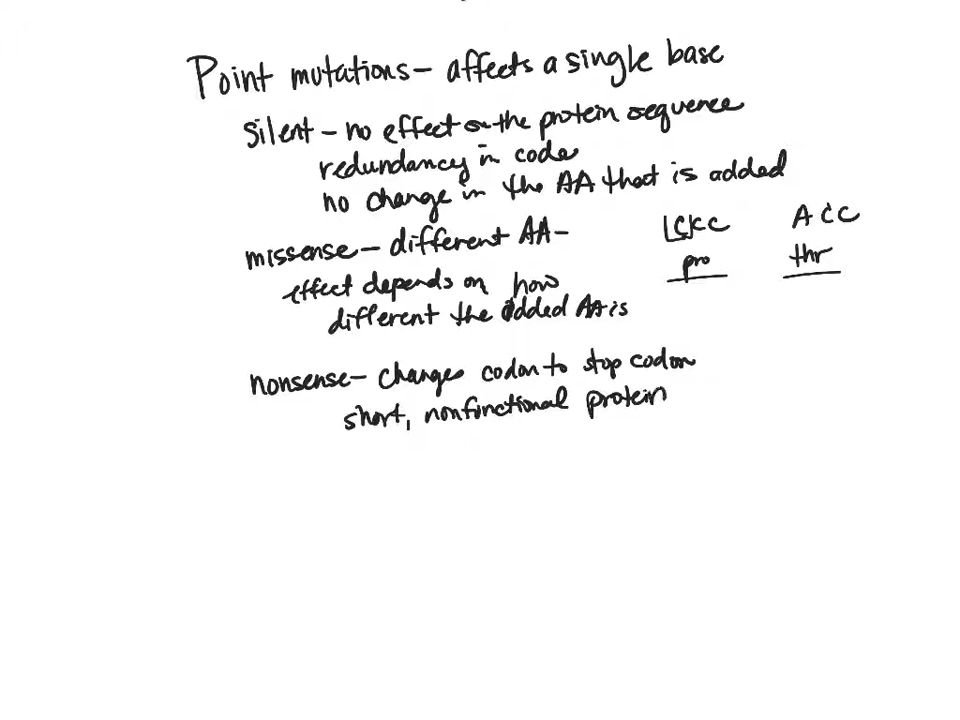 Point mutations – affects a single base
silent – no effect on the protein sequence
redundancy in code
no change in the AA that is added
missense – different AA –
CCC ACC
pro thr
effect depends on how
different the added AA is
nonsense – changes codon to stop codon
short, nonfinctional protein